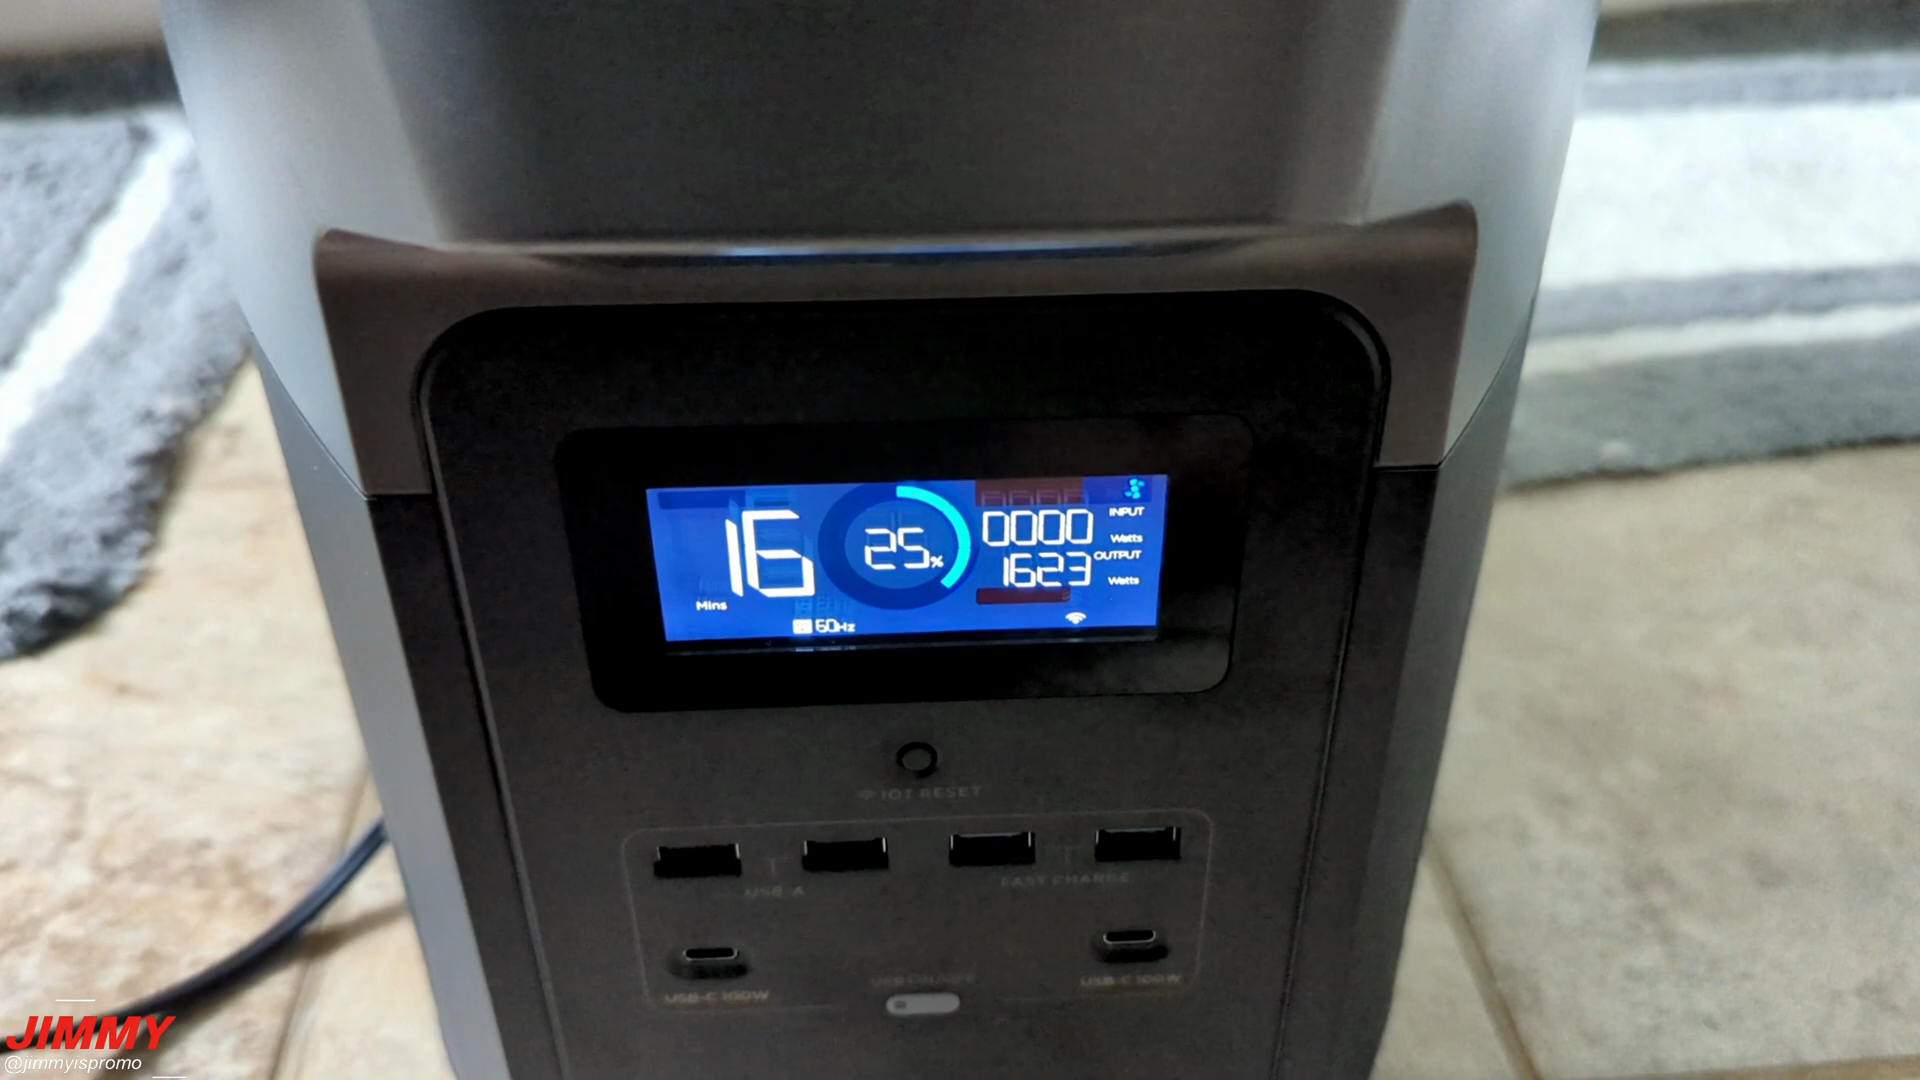 INPUT
16
25%
0000
Watts
OUTPUT
1623
Watts
Mins
60Hz
IOT RESET
USB-A
FAST CHARGE
USB-C 100W
USB-C 100W
JIMMY
@jimmyispromo